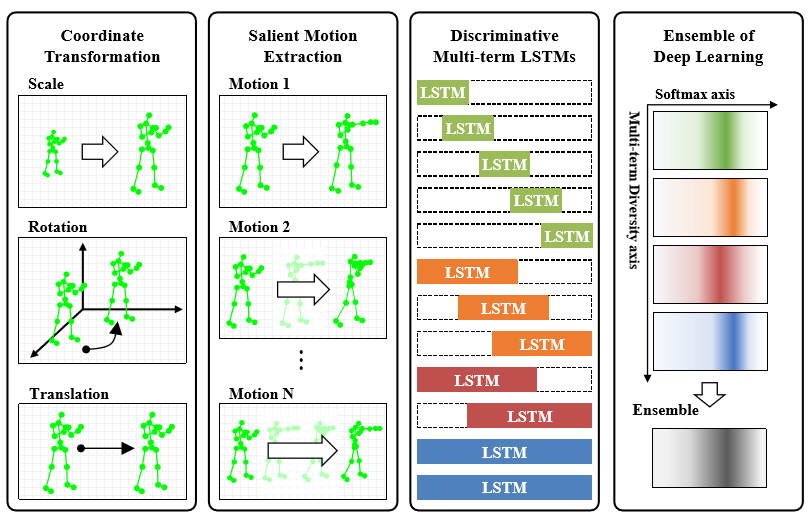 Coordinate
Transformation
Scale
Rotation
Translation
Salient Motion
Extraction
Motion 1
Motion 2
Motion N
Discriminative
Multi-term LSTMs
LSTM
LSTM
LSTM
LSTM
LSTM
LSTM
LSTM
LSTM
LSTM
LSTM
LSTM
LSTM
Ensemble of
Deep Learning
Softmax axis
Multi-term Diversity axis
Ensemble